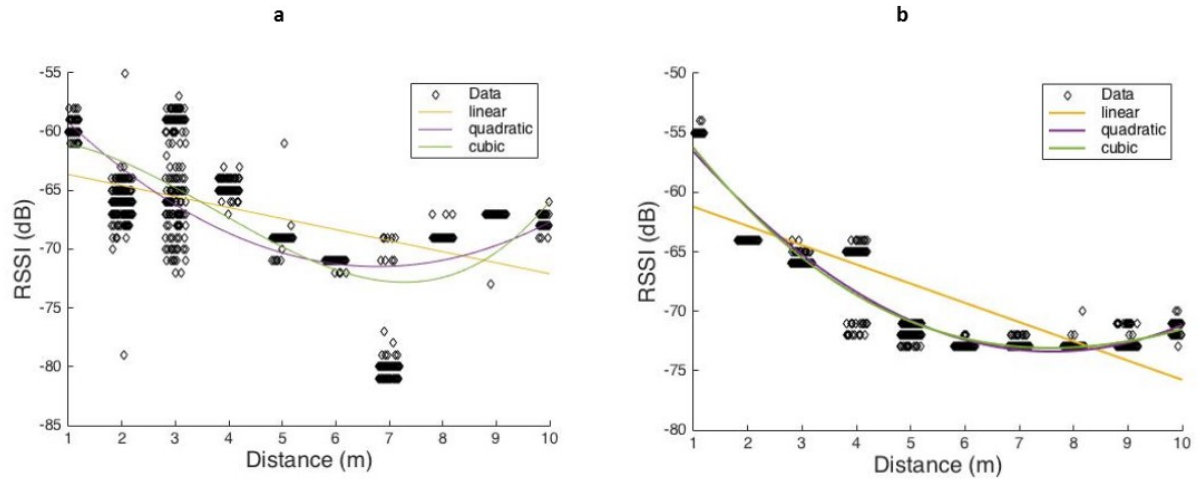 a
b
-55
-60
-65
-70
-75
-80
-85
RSSI (dB)
1 2 3 4 5 6 7 8 9 10
Distance (m)
Data
linear
quadratic
cubic
-50
-55
-60
-65
-70
-75
-80
RSSI (dB)
1 2 3 4 5 6 7 8 9 10
Distance (m)
Data
linear
quadratic
cubic